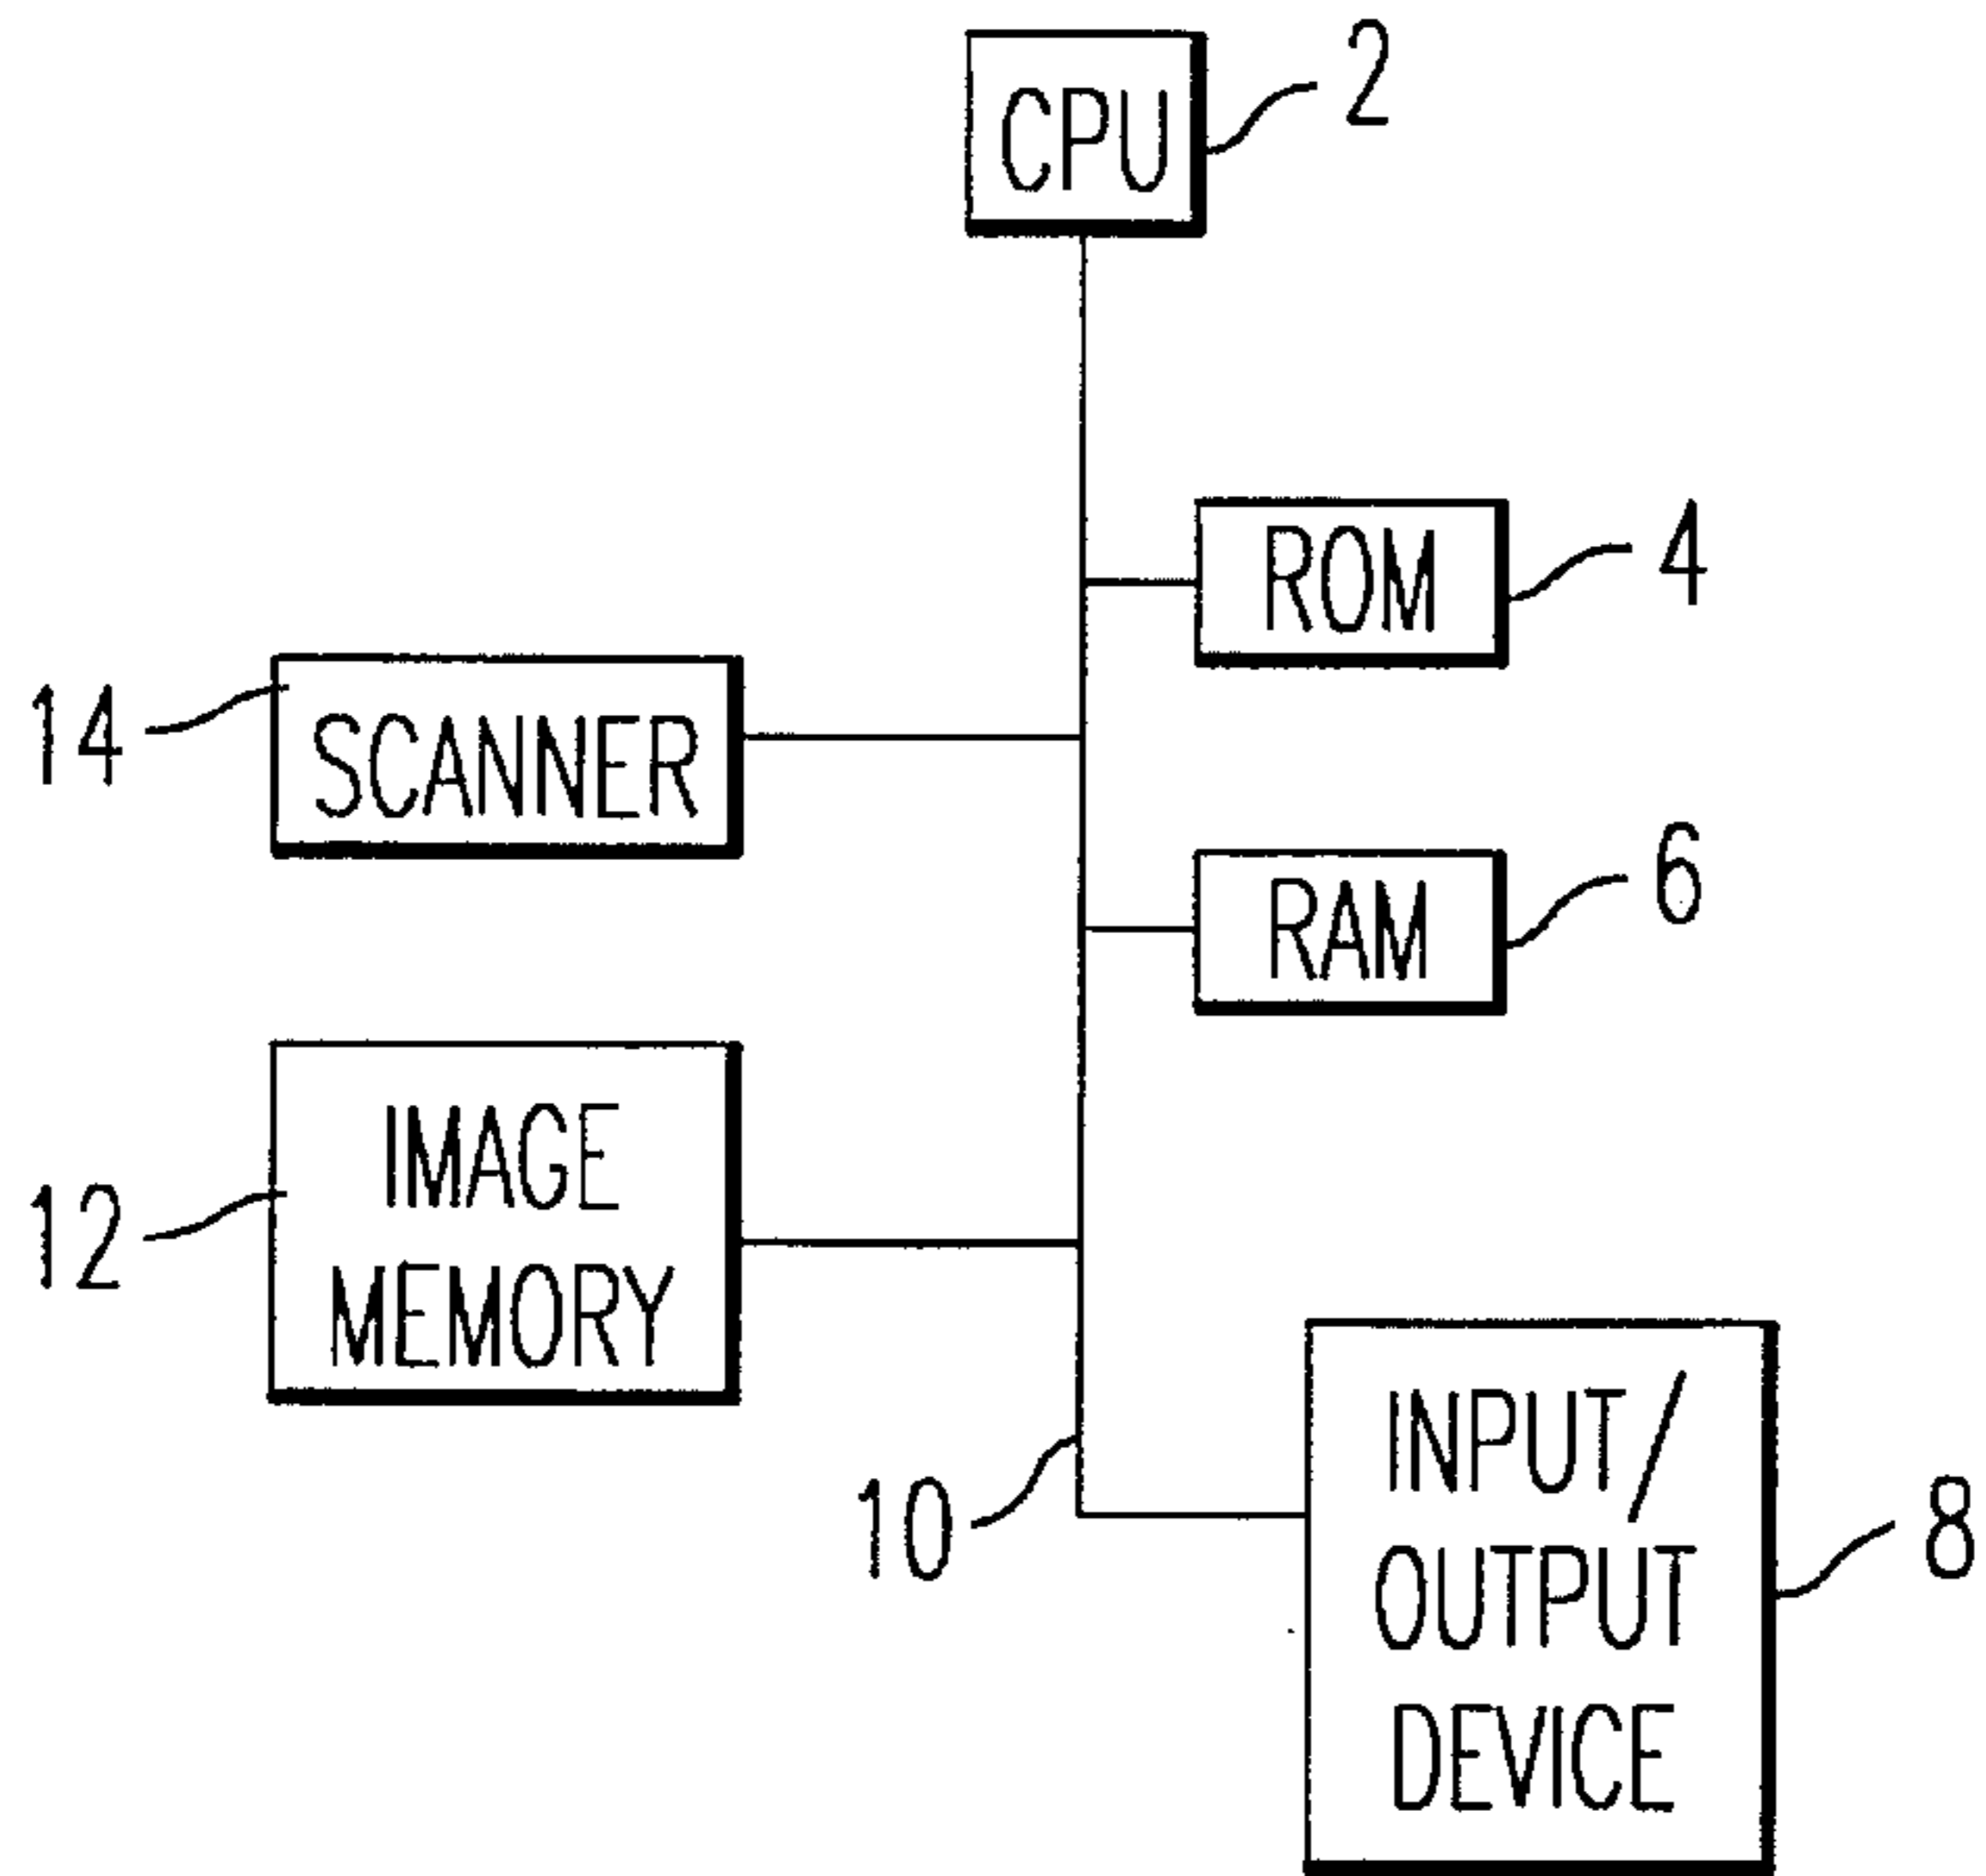 CPU
2
ROM
4
14
SCANNER
RAM
6
IMAGE
MEMORY
12
10
INPUT/
OUTPUT
DEVICE
8